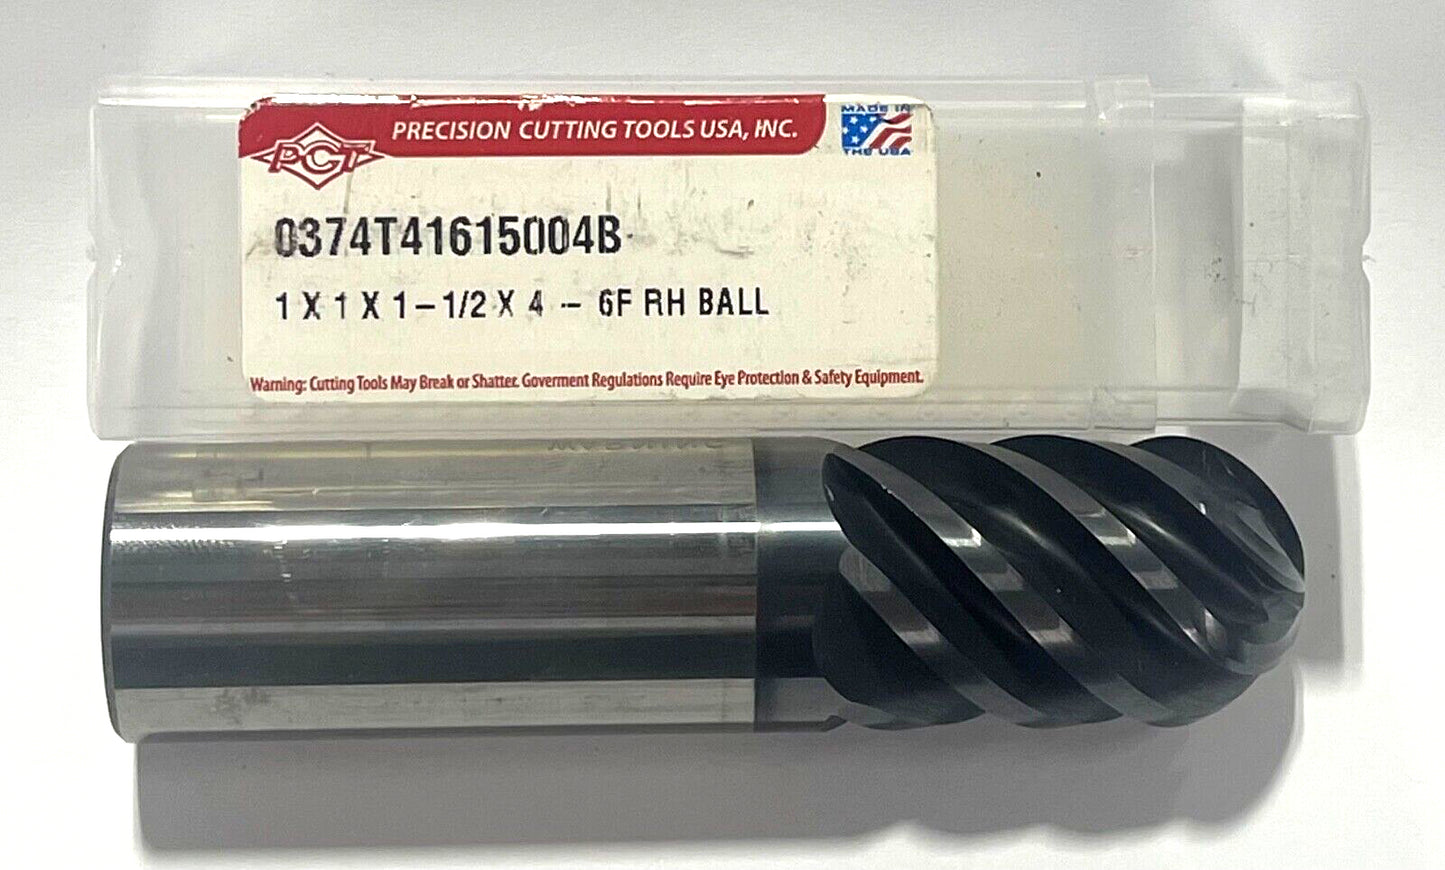 PCT
PRECISION CUTTING TOOLS USA, INC.
MADE IN
THE USA
0374T41615004B
1 X 1 X 1-1/2 X 4 - 6F RH BALL
Warning: Cutting Tools May Break or Shatter. Goverment Regulations Require Eye Protection & Safety Equipment.